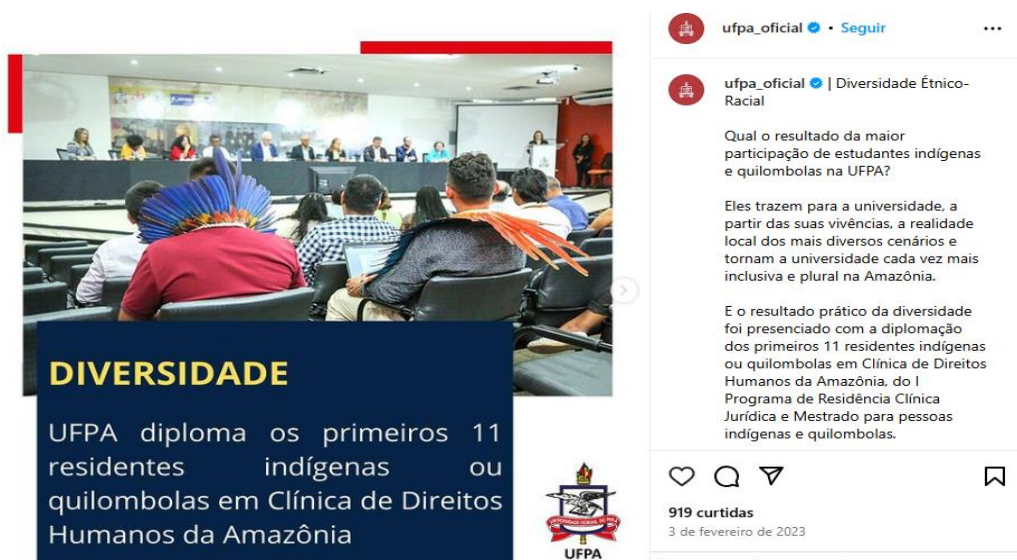 DIVERSIDADE
UFPA diploma os primeiros 11
residentes indígenas ou
quilombolas em Clínica de Direitos
Humanos da Amazônia
UNIVERSIDADE FEDERAL DO PARÁ
UFPA
ufpa_oficial • Seguir
ufpa_oficial | Diversidade Étnico-
Racial
Qual o resultado da maior
participação de estudantes indígenas
e quilombolas na UFPA?
Eles trazem para a universidade, a
partir das suas vivências, a realidade
local dos mais diversos cenários e
tornam a universidade cada vez mais
inclusiva e plural na Amazônia.
E o resultado prático da diversidade
foi presenciado com a diplomação
dos primeiros 11 residentes indígenas
ou quilombolas em Clínica de Direitos
Humanos da Amazônia, do I
Programa de Residência Clínica
Jurídica e Mestrado para pessoas
indígenas e quilombolas.
919 curtidas
3 de fevereiro de 2023